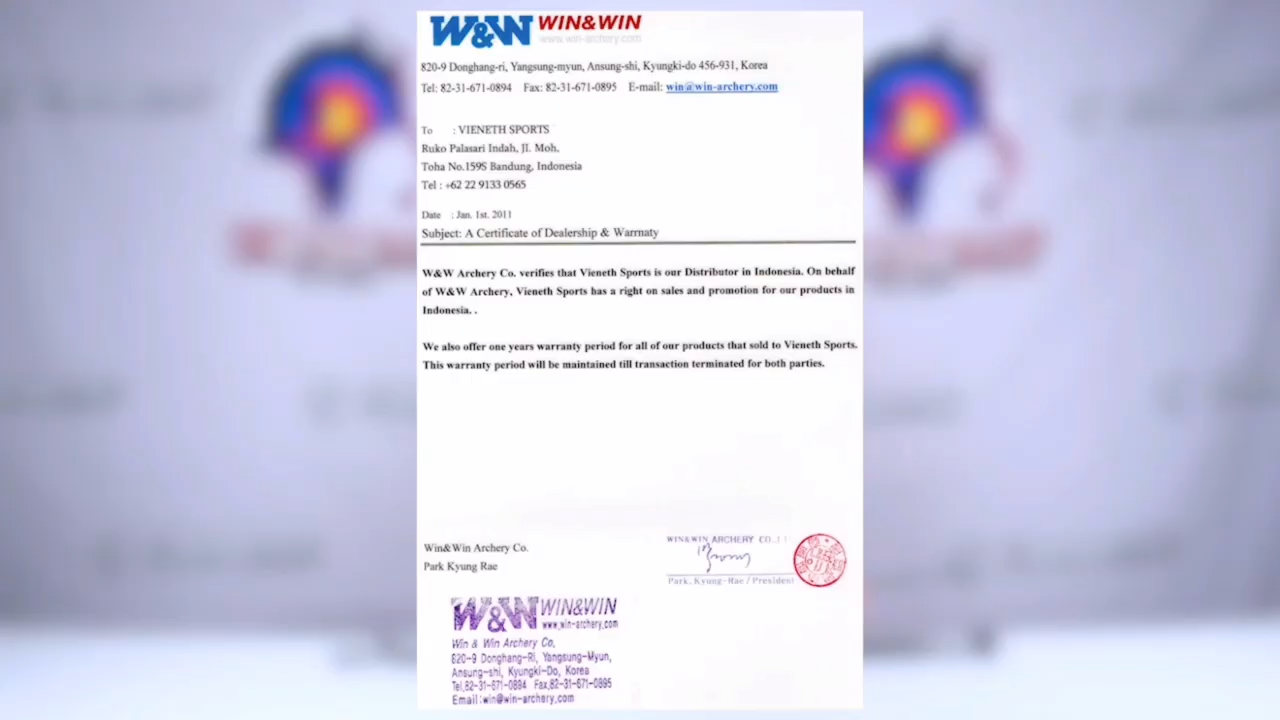 W&W WIN&WIN
www.win-archery.com
820-9 Donghang-ri, Yangsung-myun, Ansung-shi, Kyungki-do 456-931, Korea
Tel: 82-31-671-0894 Fax: 82-31-671-0895 E-mail: win@win-archery.com
To : VIENETH SPORTS
Ruko Palasari Indah, JI. Moh.
Toha No.159S Bandung, Indonesia
Tel : +62 22 9133 0565
Date : Jan. 1st. 2011
Subject: A Certificate of Dealership & Warrnaty
W&W Archery Co. verifies that Vieneth Sports is our Distributor in Indonesia. On behalf
of W&W Archery, Vieneth Sports has a right on sales and promotion for our products in
Indonesia. .
We also offer one years warranty period for all of our products that sold to Vieneth Sports.
This warranty period will be maintained till transaction terminated for both parties.
Win&Win Archery Co.
Park Kyung Rae
WIN&WIN ARCHERY CO.,
Park, Kyung-Rae / President
W&W WIN&WIN
www.win-archery.com
Win & Win Archery Co.
820-9 Donghang-Ri, Yangsung-Myun,
Ansung-shi, Kyungki-Do, Korea
Tel.82-31-671-0894 Fax.82-31-671-0895
Email:win@win-archery.com